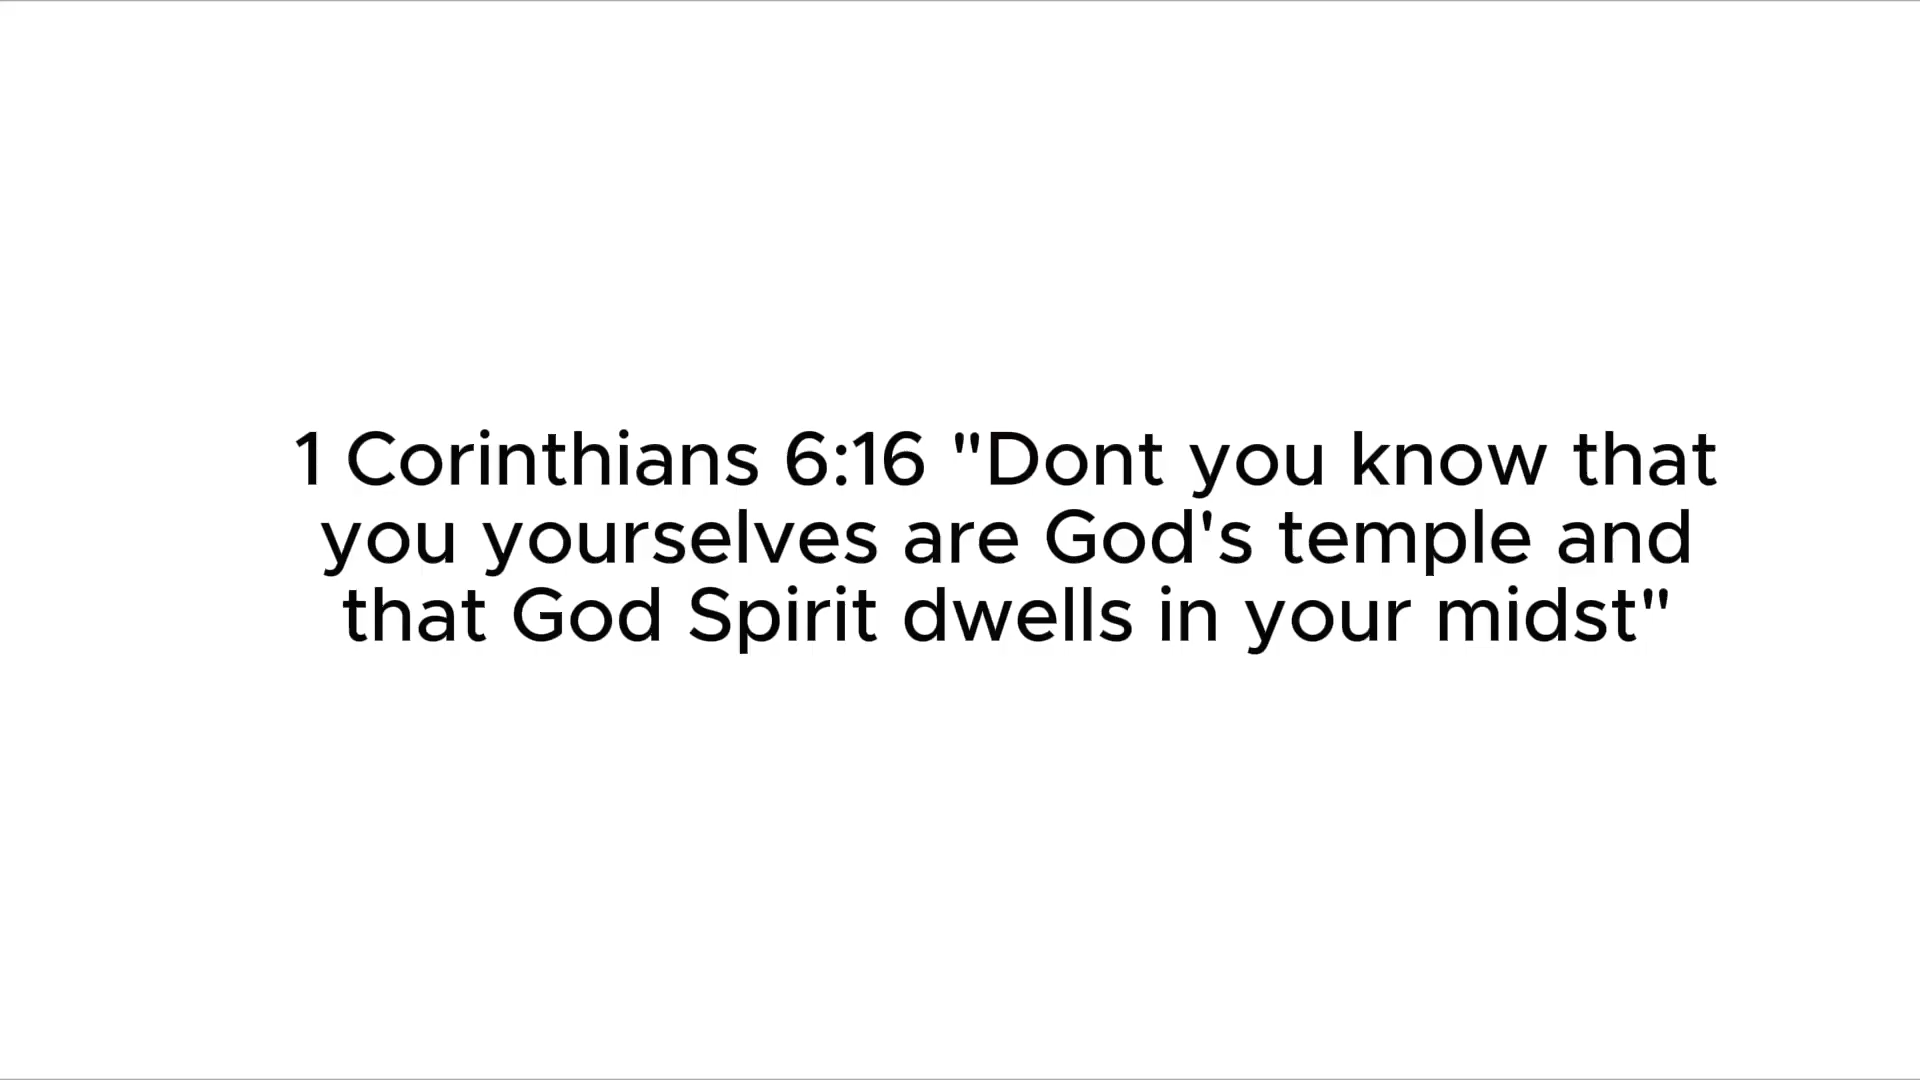 1 Corinthians 6:16 "Dont you know that
you yourselves are God's temple and
that God Spirit dwells in your midst"